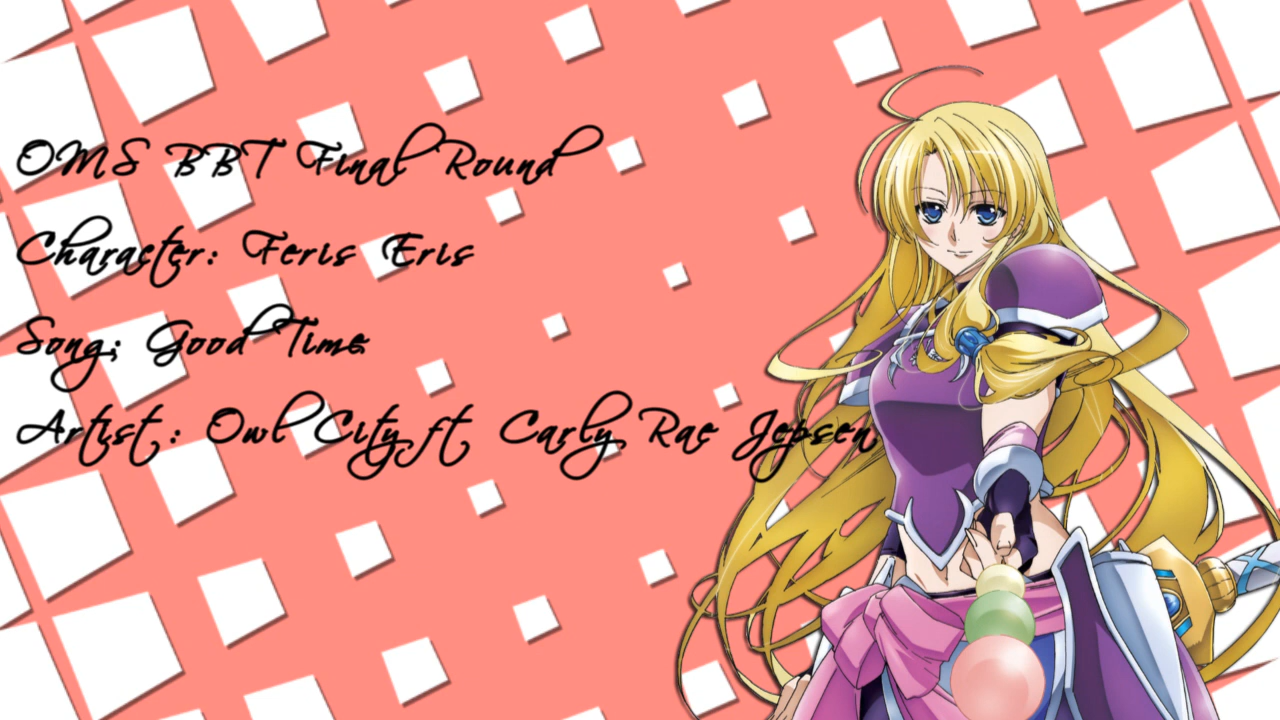 OMS BBT Final Round
Character: Feris Eris
Song: Good Time
Artist: Owl City ft Carly Rae Jepsen